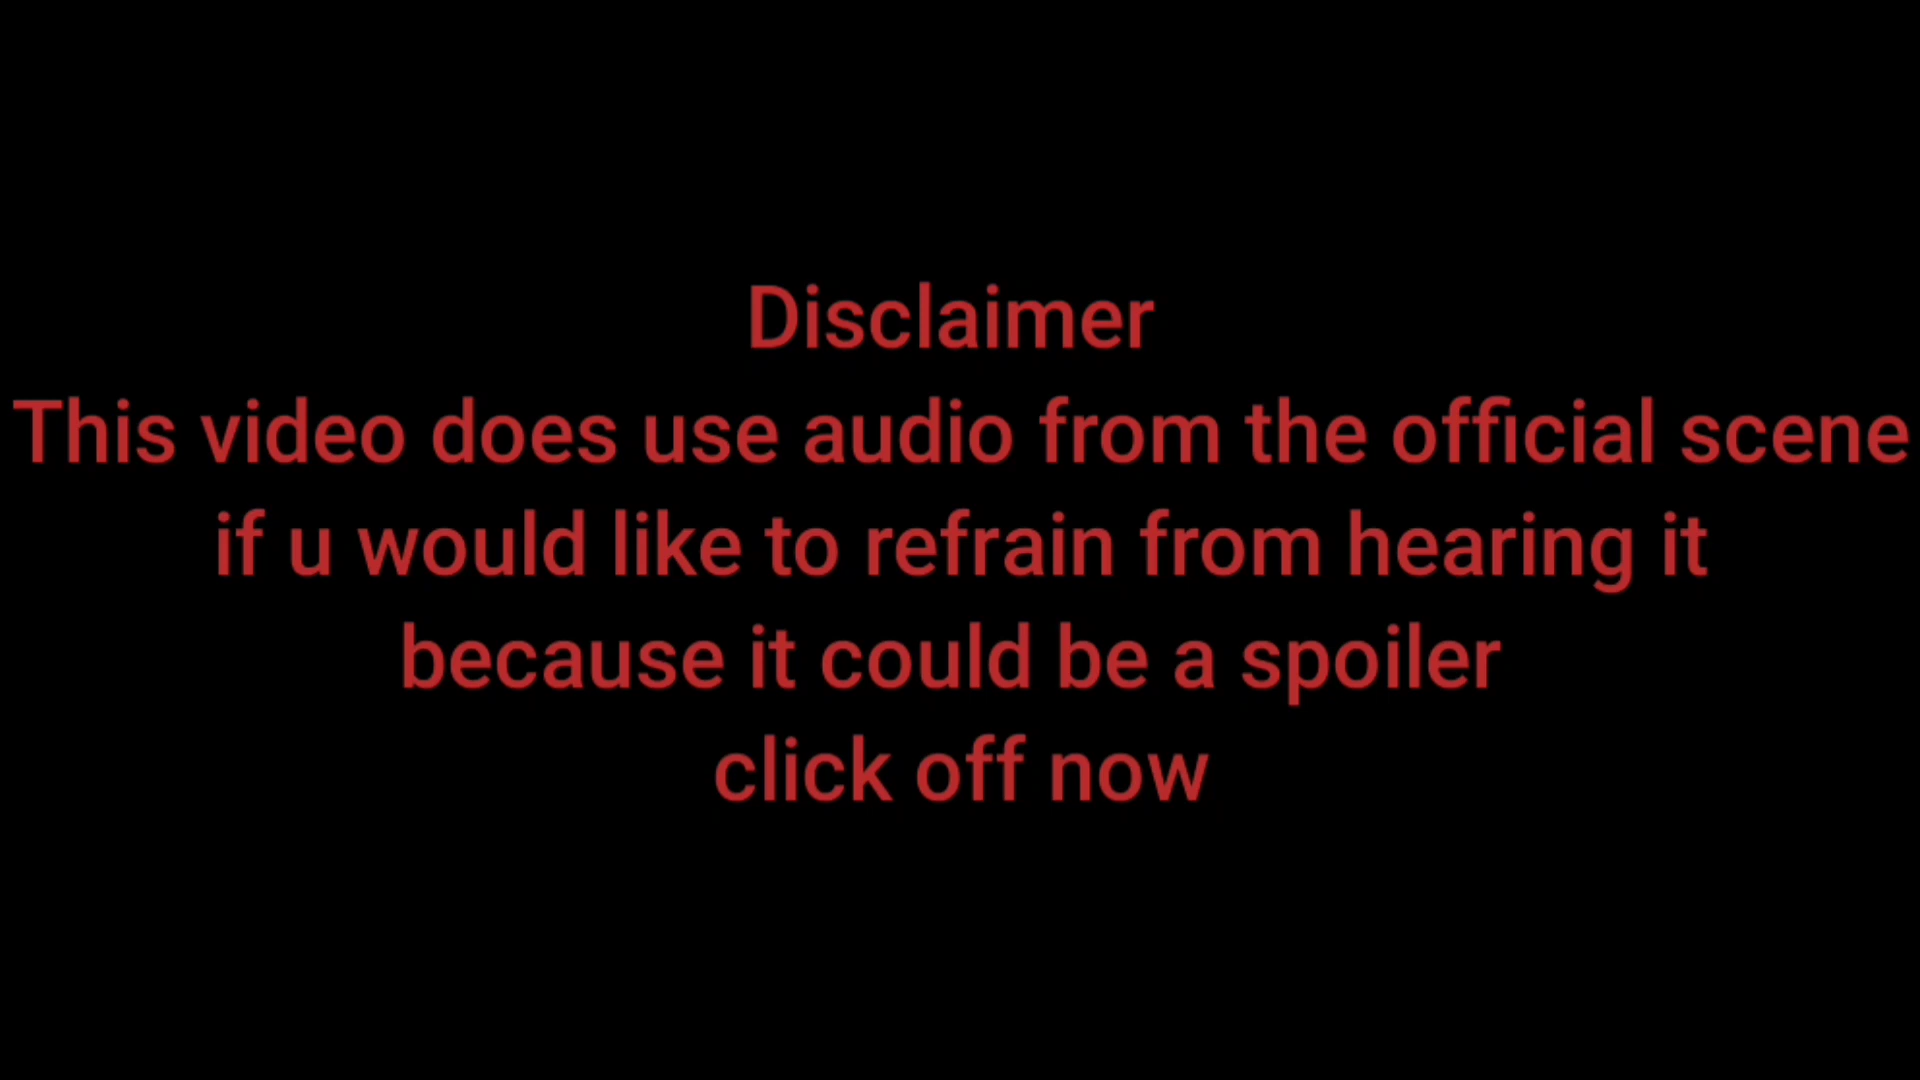 Disclaimer
This video does use audio from the official scene
if u would like to refrain from hearing it
because it could be a spoiler
click off now